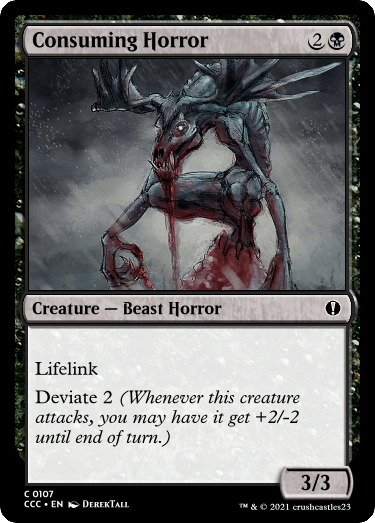 Consuming Horror 2
Creature — Beast Horror
Lifelink
Deviate 2 (Whenever this creature
attacks, you may have it get +2/-2
until end of turn.)
3/3
C 0107
CCC • EN DerekTall
™ & © 2021 crushcastles23